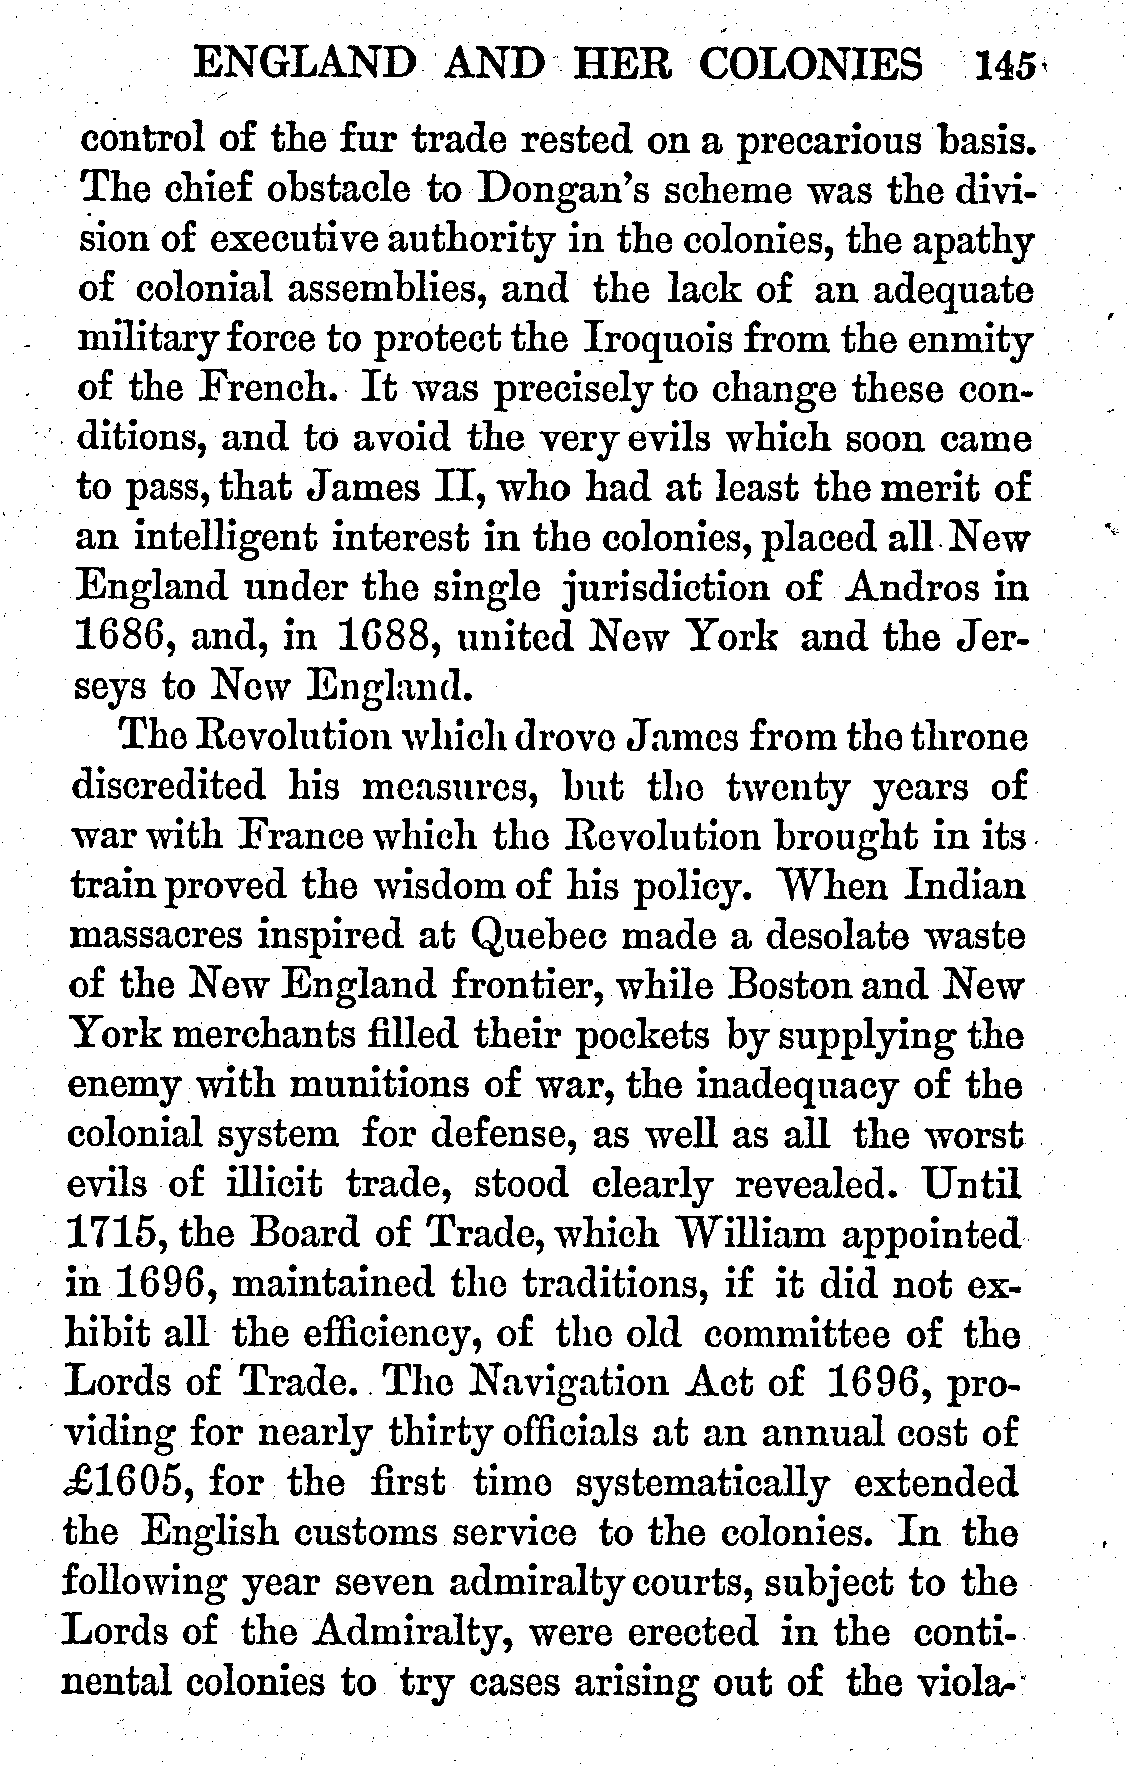 ENGLAND AND HER COLONIES 145
control of the fur trade rested on a precarious basis.
The chief obstacle to Dongan's scheme was the divi-
sion of executive authority in the colonies, the apathy
of colonial assemblies, and the lack of an adequate
military force to protect the Iroquois from the enmity
of the French. It was precisely to change these con-
ditions, and to avoid the very evils which soon came
to pass, that James II, who had at least the merit of
an intelligent interest in the colonies, placed all New
England under the single jurisdiction of Andros in
1686, and, in 1688, united New York and the Jer-
seys to New England.
The Revolution which drove James from the throne
discredited his measures, but the twenty years of
war with France which the Revolution brought in its
train proved the wisdom of his policy. When Indian
massacres inspired at Quebec made a desolate waste
of the New England frontier, while Boston and New
York merchants filled their pockets by supplying the
enemy with munitions of war, the inadequacy of the
colonial system for defense, as well as all the worst
evils of illicit trade, stood clearly revealed. Until
1715, the Board of Trade, which William appointed
in 1696, maintained the traditions, if it did not ex-
hibit all the efficiency, of the old committee of the
Lords of Trade. The Navigation Act of 1696, pro-
viding for nearly thirty officials at an annual cost of
£1605, for the first time systematically extended
the English customs service to the colonies. In the
following year seven admiralty courts, subject to the
Lords of the Admiralty, were erected in the conti-
nental colonies to try cases arising out of the viola-